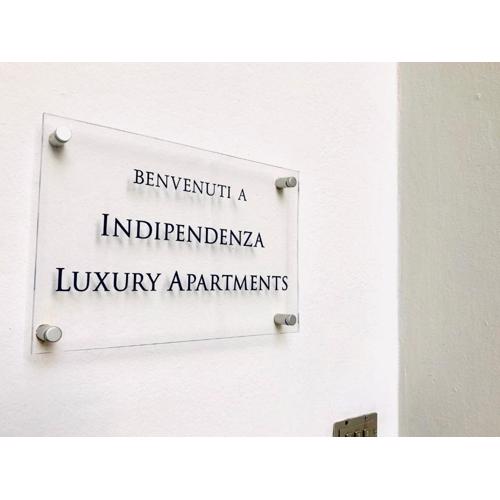 BENVENUTI A
INDIPENDENZA
LUXURY APARTMENTS